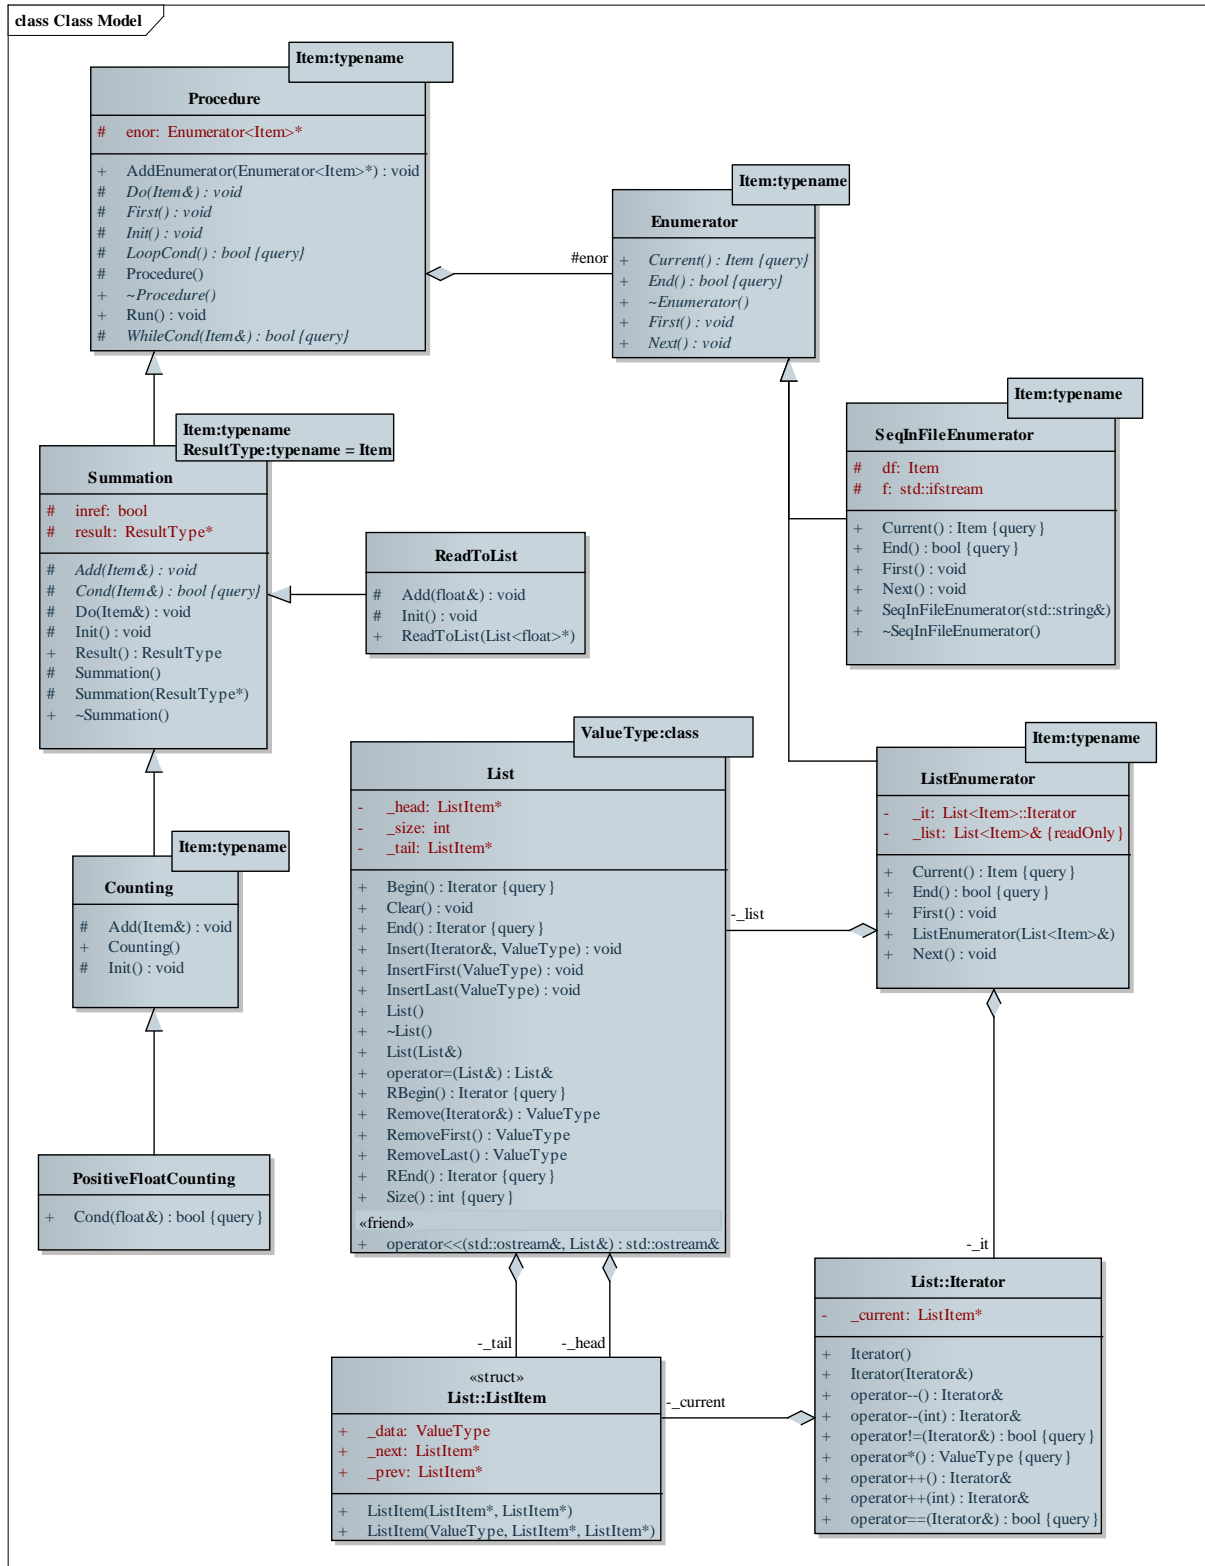 class Class Model
Item:typename
Procedure
# enor: Enumerator<Item>*
+ AddEnumerator(Enumerator<Item>*) : void
# Do(Item&) : void
# First() : void
# Init() : void
# LoopCond() : bool {query}
# Procedure()
+ ~Procedure()
+ Run() : void
# WhileCond(Item&) : bool {query}
#enor
Item:typename
Enumerator
+ Current() : Item {query}
+ End() : bool {query}
+ ~Enumerator()
+ First() : void
+ Next() : void
Item:typename
SeqInFileEnumerator
# df: Item
# f: std::ifstream
+ Current() : Item {query}
+ End() : bool {query}
+ First() : void
+ Next() : void
+ SeqInFileEnumerator(std::string&)
+ ~SeqInFileEnumerator()
Item:typename
ResultType:typename = Item
Summation
# inref: bool
# result: ResultType*
# Add(Item&) : void
# Cond(Item&) : bool {query}
# Do(Item&) : void
# Init() : void
+ Result() : ResultType
# Summation()
# Summation(ResultType*)
+ ~Summation()
ReadToList
# Add(float&) : void
# Init() : void
+ ReadToList(List<float>*)
ValueType:class
List
- _head: ListItem*
- _size: int
- _tail: ListItem*
+ Begin() : Iterator {query}
+ Clear() : void
+ End() : Iterator {query}
+ Insert(Iterator&, ValueType) : void
+ InsertFirst(ValueType) : void
+ InsertLast(ValueType) : void
+ List()
+ ~List()
+ List(List&)
+ operator=(List&) : List&
+ RBegin() : Iterator {query}
+ Remove(Iterator&) : ValueType
+ RemoveFirst() : ValueType
+ RemoveLast() : ValueType
+ REnd() : Iterator {query}
+ Size() : int {query}
«friend»
+ operator<<(std::ostream&, List&) : std::ostream&
Item:typename
ListEnumerator
- _it: List<Item>::Iterator
- _list: List<Item>& {readOnly}
+ Current() : Item {query}
+ End() : bool {query}
+ First() : void
+ ListEnumerator(List<Item>&)
+ Next() : void
-_list
Item:typename
Counting
# Add(Item&) : void
+ Counting()
# Init() : void
PositiveFloatCounting
+ Cond(float&) : bool {query}
-_it
-_tail
-_head
«struct»
List::ListItem
+ _data: ValueType
+ _next: ListItem*
+ _prev: ListItem*
+ ListItem(ListItem*, ListItem*)
+ ListItem(ValueType, ListItem*, ListItem*)
-_current
List::Iterator
- _current: ListItem*
+ Iterator()
+ Iterator(Iterator&)
+ operator--() : Iterator&
+ operator--(int) : Iterator&
+ operator!=(Iterator&) : bool {query}
+ operator*() : ValueType {query}
+ operator++() : Iterator&
+ operator++(int) : Iterator&
+ operator==(Iterator&) : bool {query}